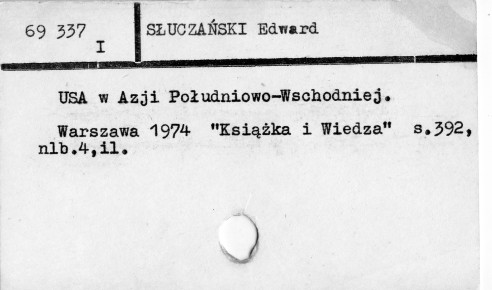 69 337
I
SŁUCZAŃSKI Edward
USA w Azji Południowo-Wschodniej.
Warszawa 1974 "Książka i Wiedza" s.392,
nlb.4,il.